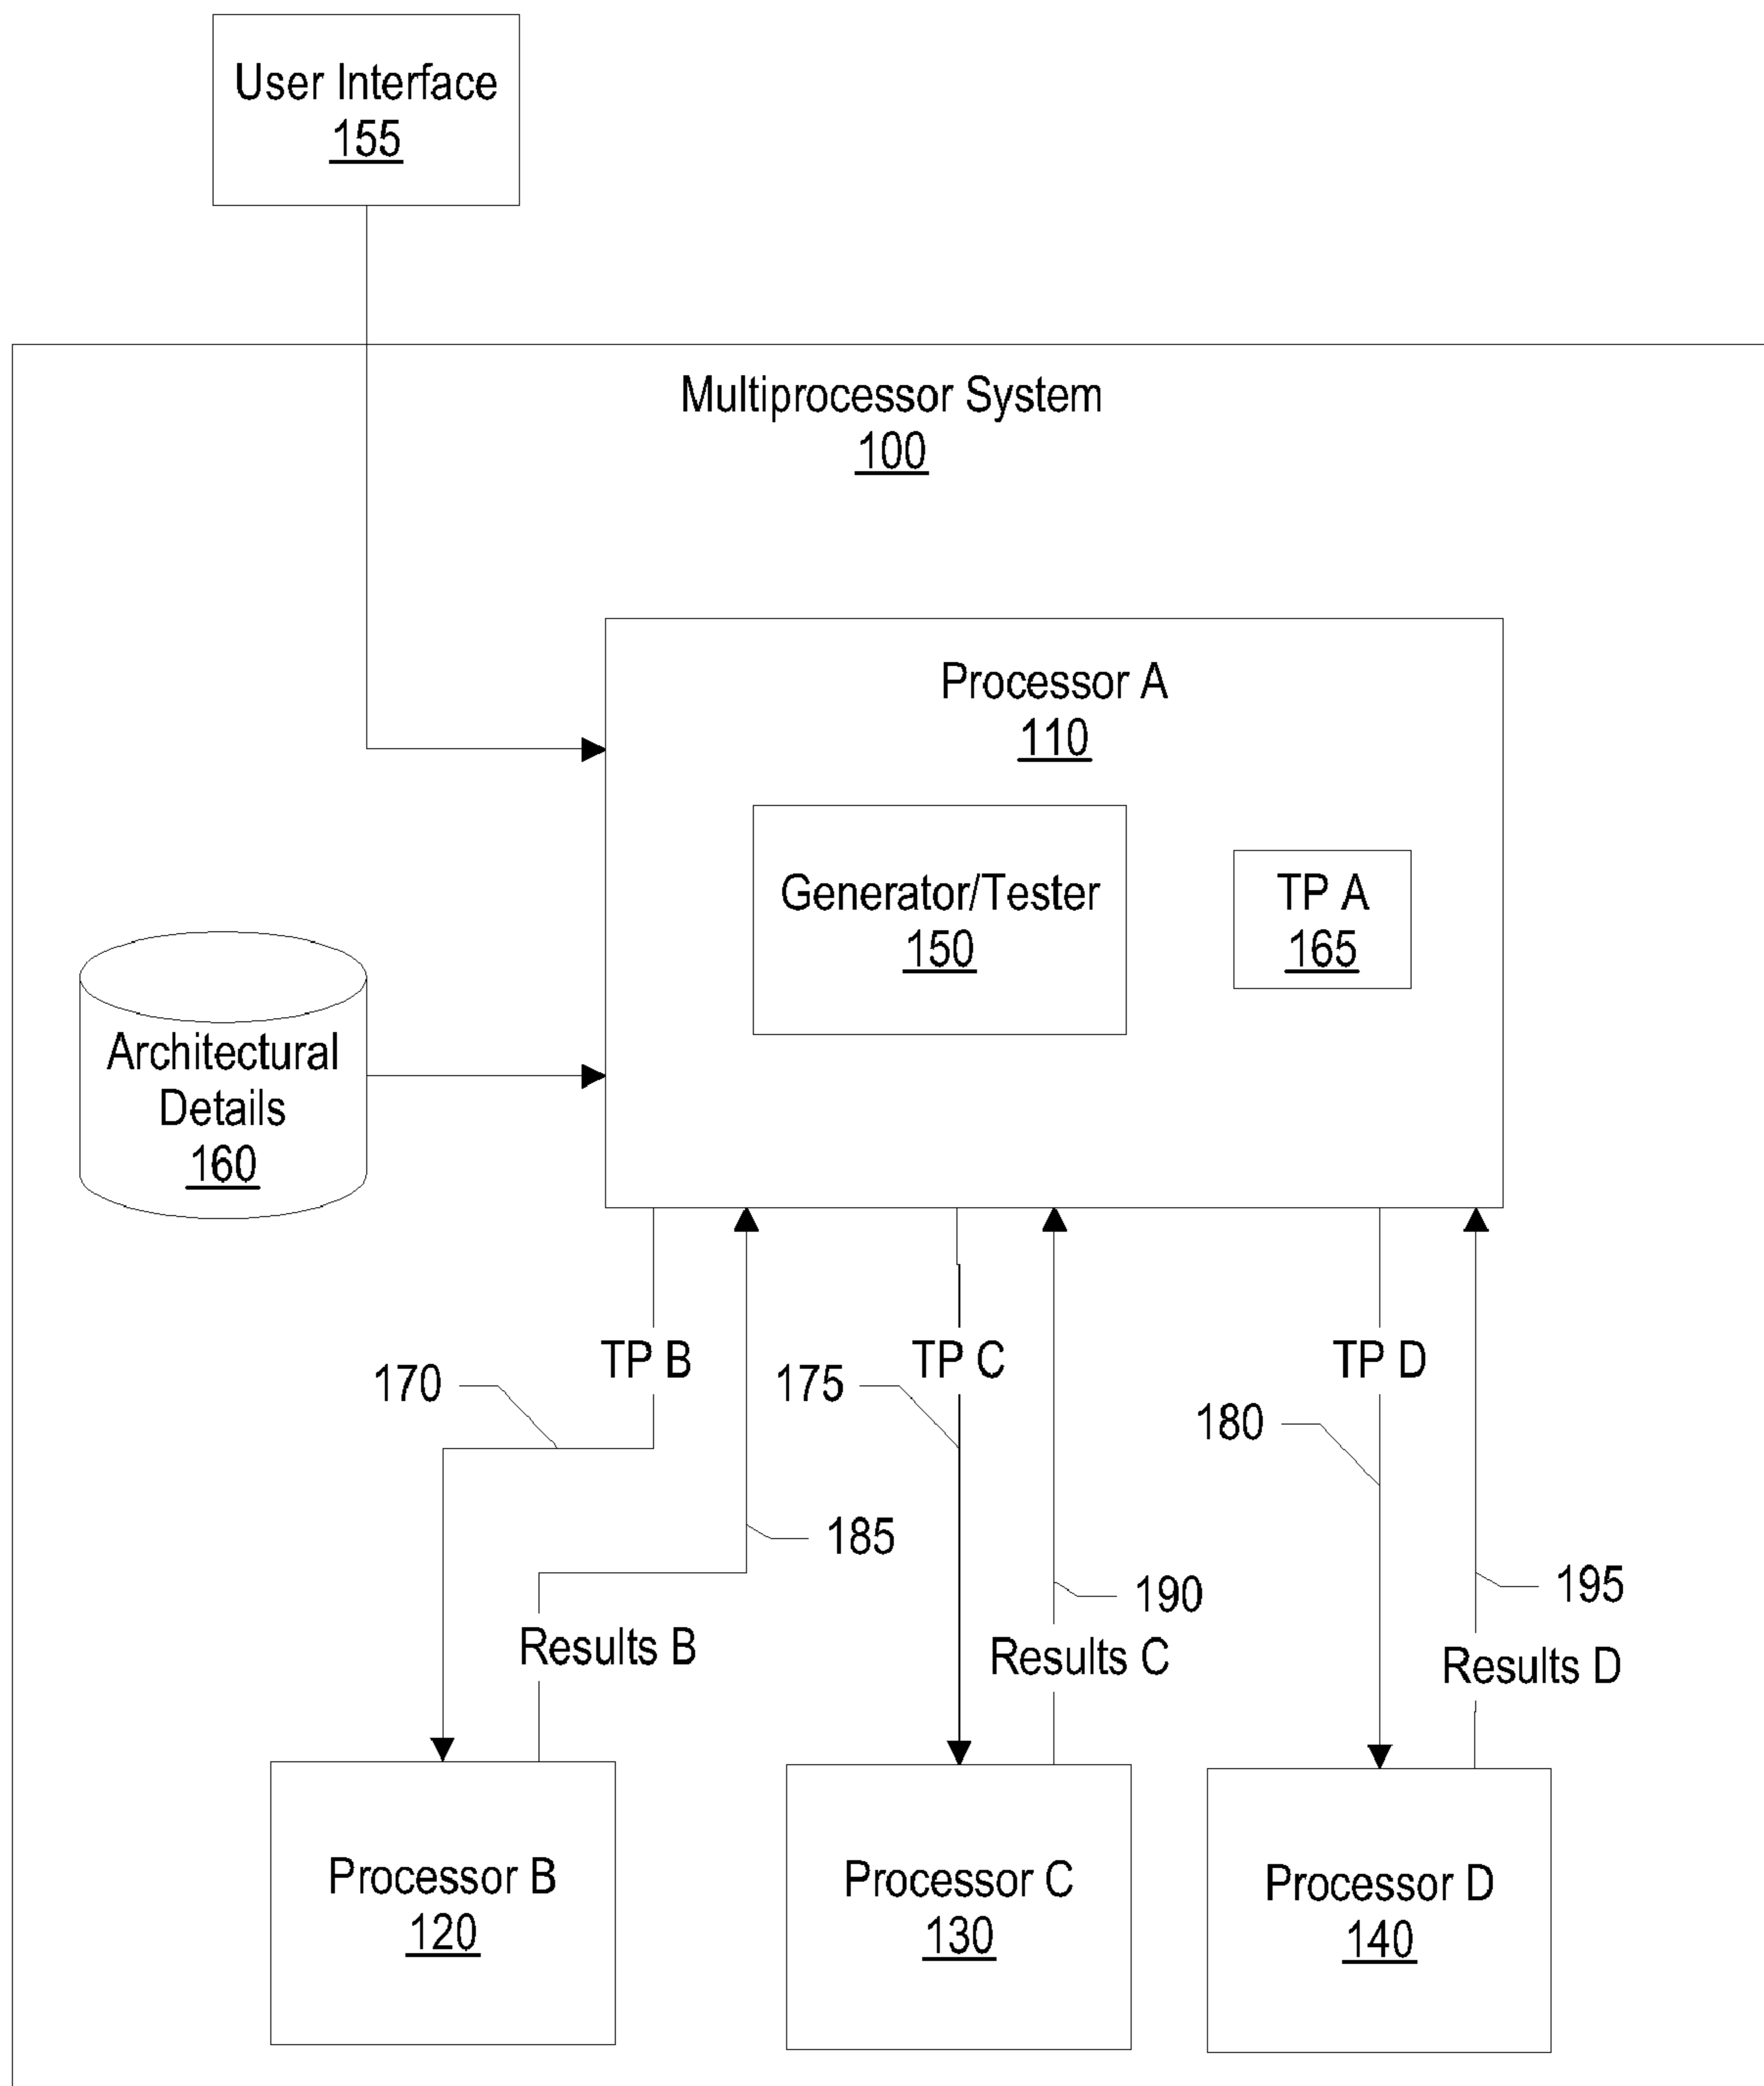 User Interface
155
Multiprocessor System
100
Processor A
110
Generator/Tester
150
TP A
165
Architectural
Details
160
TP B
TP C
TP D
170
175
180
185
190
195
Results B
Results C
Results D
Processor B
120
Processor C
130
Processor D
140